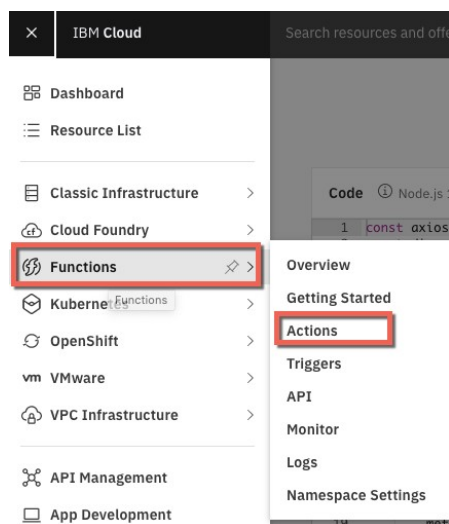 IBM Cloud
Search resources and offe
Dashboard
Resource List
Classic Infrastructure
Cloud Foundry
Functions
Functions
OpenShift
vm VMware
VPC Infrastructure
API Management
App Development
Code Node.js
1 const axios
Overview
Getting Started
Actions
Triggers
API
Monitor
Logs
Namespace Settings
19